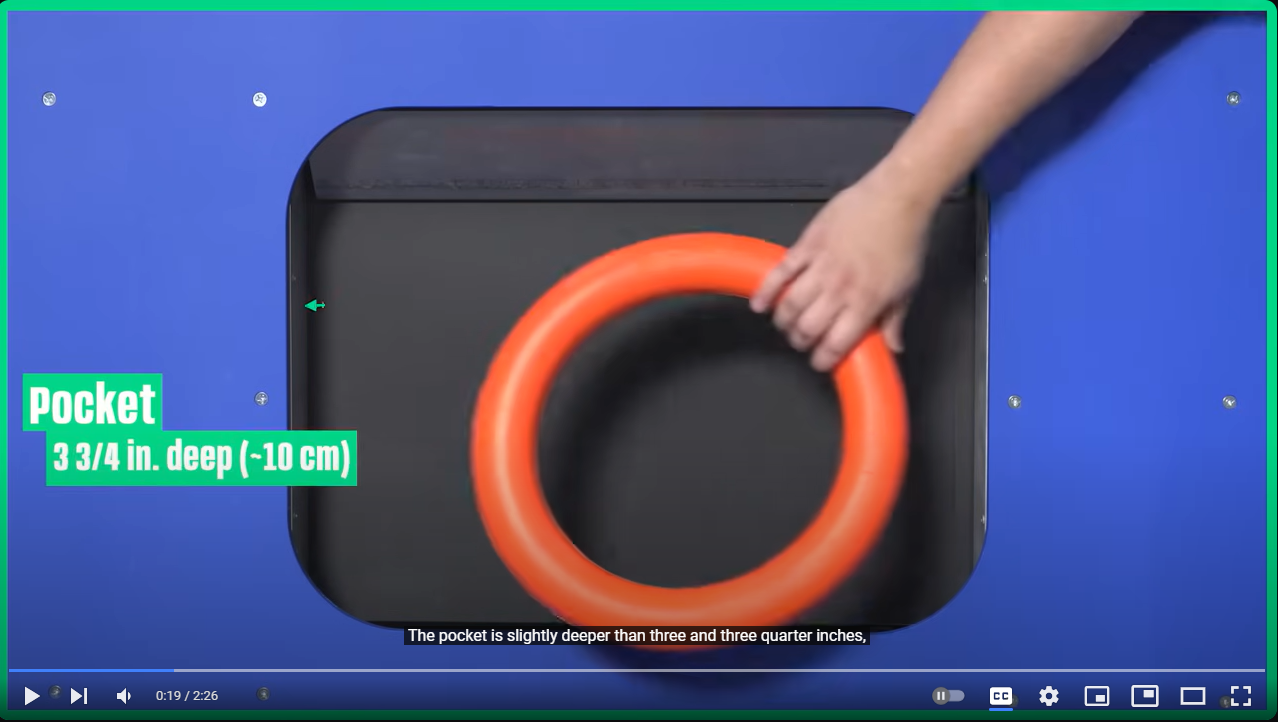 Pocket
3 3/4 in. deep (~10 cm)
The pocket is slightly deeper than three and three quarter inches,
0:19 / 2:26
CC